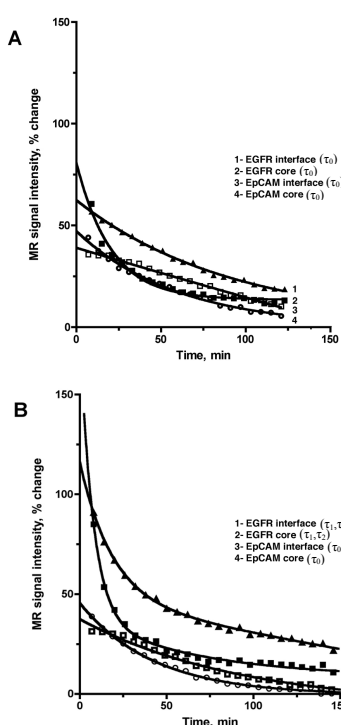 A
MR signal intensity, % change
150
100
50
0
1- EGFR interface (τ₀)
2- EGFR core (τ₀)
3- EpCAM interface (τ₀
4- EpCAM core (τ₀)
1
2
3
4
0 50 100 150
Time, min
B
MR signal intensity, % change
150
100
50
0
1- EGFR interface (τ₁,τ
2- EGFR core (τ₁,τ₂)
3- EpCAM interface (τ₀
4- EpCAM core (τ₀)
0 50 100 150
Time, min